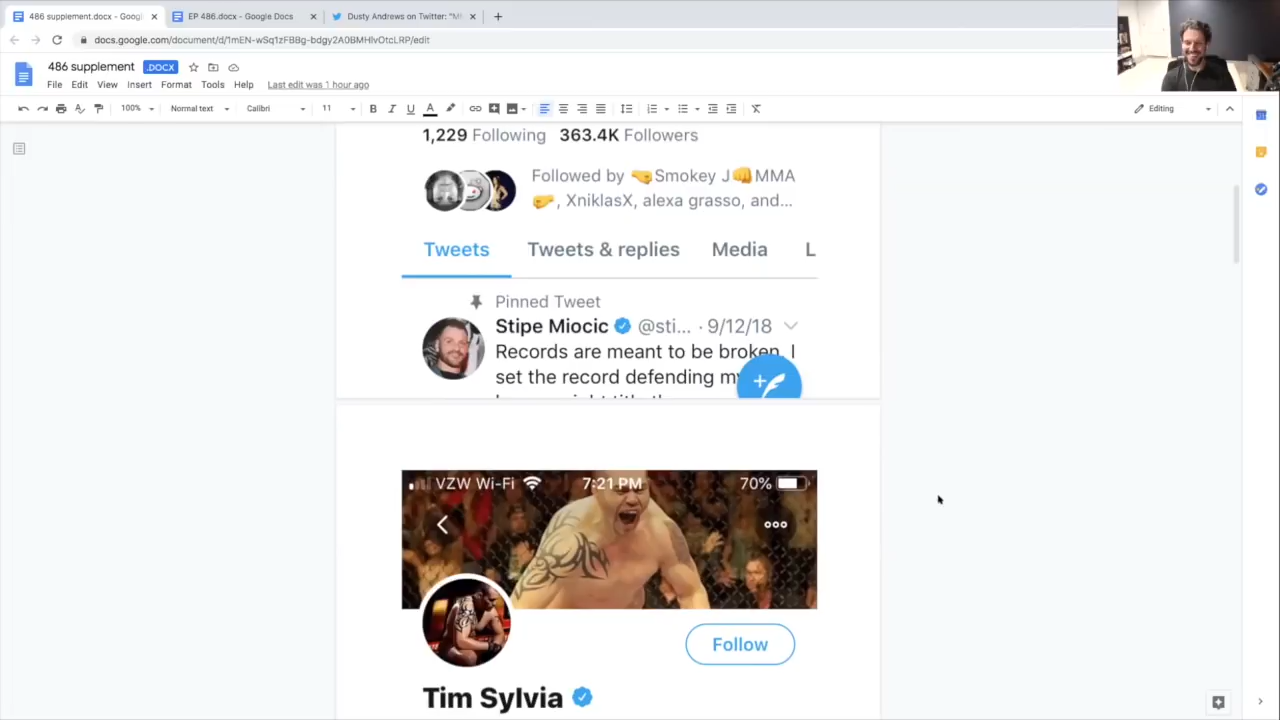 486 supplement.docx - Googl
EP 486.docx - Google Docs
Dusty Andrews on Twitter: "M
docs.google.com/document/d/1mEN-wSq1zFBBg-bdgy2A0BMHlvOtcLRP/edit
486 supplement
.DOCX
File Edit View Insert Format Tools Help Last edit was 1 hour ago
100% Normal text Calibri 11 B I U A Editing
1,229 Following 363.4K Followers
Followed by 🤜Smokey J👊MMA
🤛, XniklasX, alexa grasso, and...
Tweets Tweets & replies Media L
Pinned Tweet
Stipe Miocic @sti... · 9/12/18
Records are meant to be broken. I
set the record defending my
VZW Wi-Fi 7:21 PM 70%
Follow
Tim Sylvia